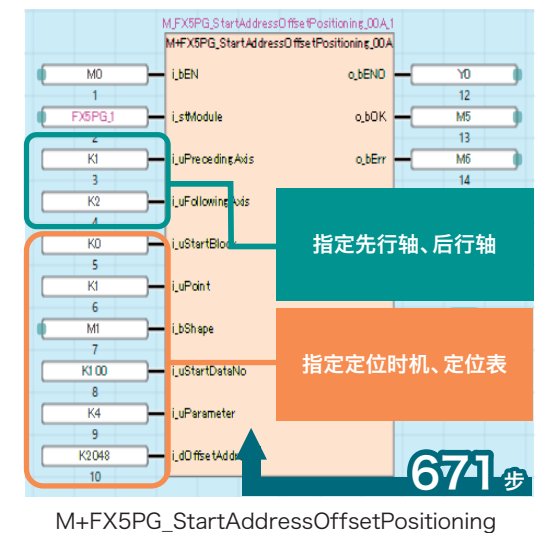 M_FX5PG_StartAddressOffsetPositioning_00A_1
M+FX5PG_StartAddressOffsetPositioning_00A
M0 i_bEN o_bENO Y0
1 12
FX5PG_1 i_stModule o_bOK M5
2 13
K1 i_uPrecedingAxis o_bErr M6
3 14
K2 i_uFollowingAxis
4
K0 i_uStartBlock
5
指定先行轴、后行轴
K1 i_uPoint
6
M1 i_bShape
7
K100 i_uStartDataNo
8
指定定位时机、定位表
K4 i_uParameter
9
K2048 i_dOffsetAddr
10
671步
M+FX5PG_StartAddressOffsetPositioning